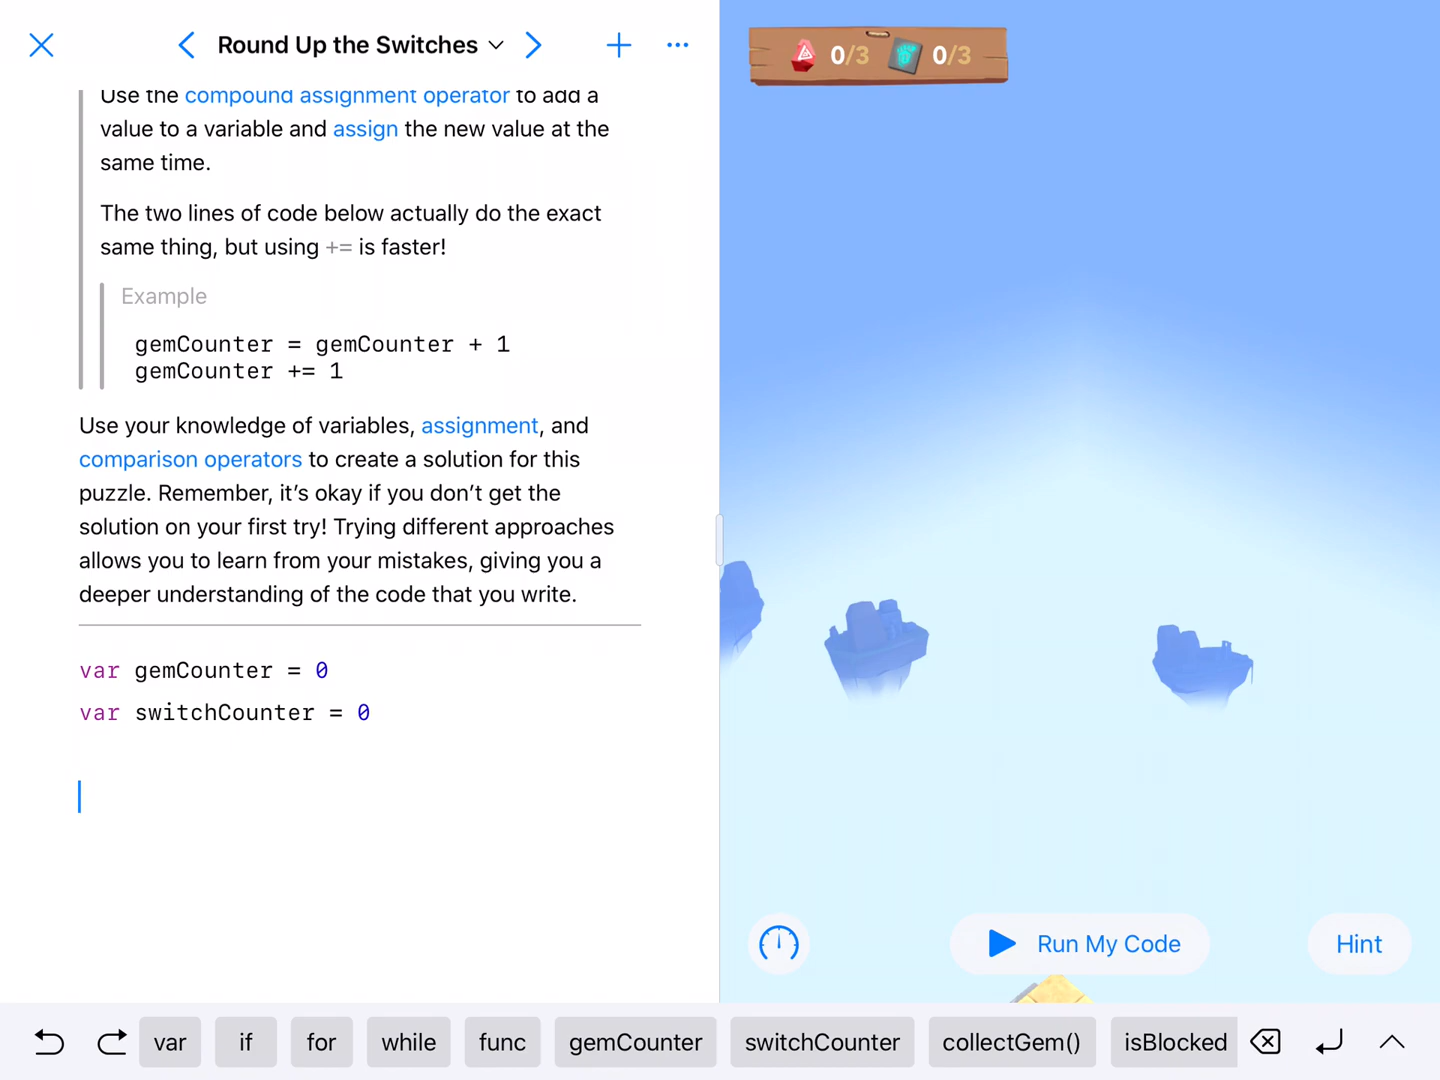 Round Up the Switches
Use the compound assignment operator to add a
value to a variable and assign the new value at the
same time.
The two lines of code below actually do the exact
same thing, but using += is faster!
Example
gemCounter = gemCounter + 1
gemCounter += 1
Use your knowledge of variables, assignment, and
comparison operators to create a solution for this
puzzle. Remember, it’s okay if you don’t get the
solution on your first try! Trying different approaches
allows you to learn from your mistakes, giving you a
deeper understanding of the code that you write.
var gemCounter = 0
var switchCounter = 0
0/3 0/3
Run My Code
Hint
var if for while func gemCounter switchCounter collectGem() isBlocked